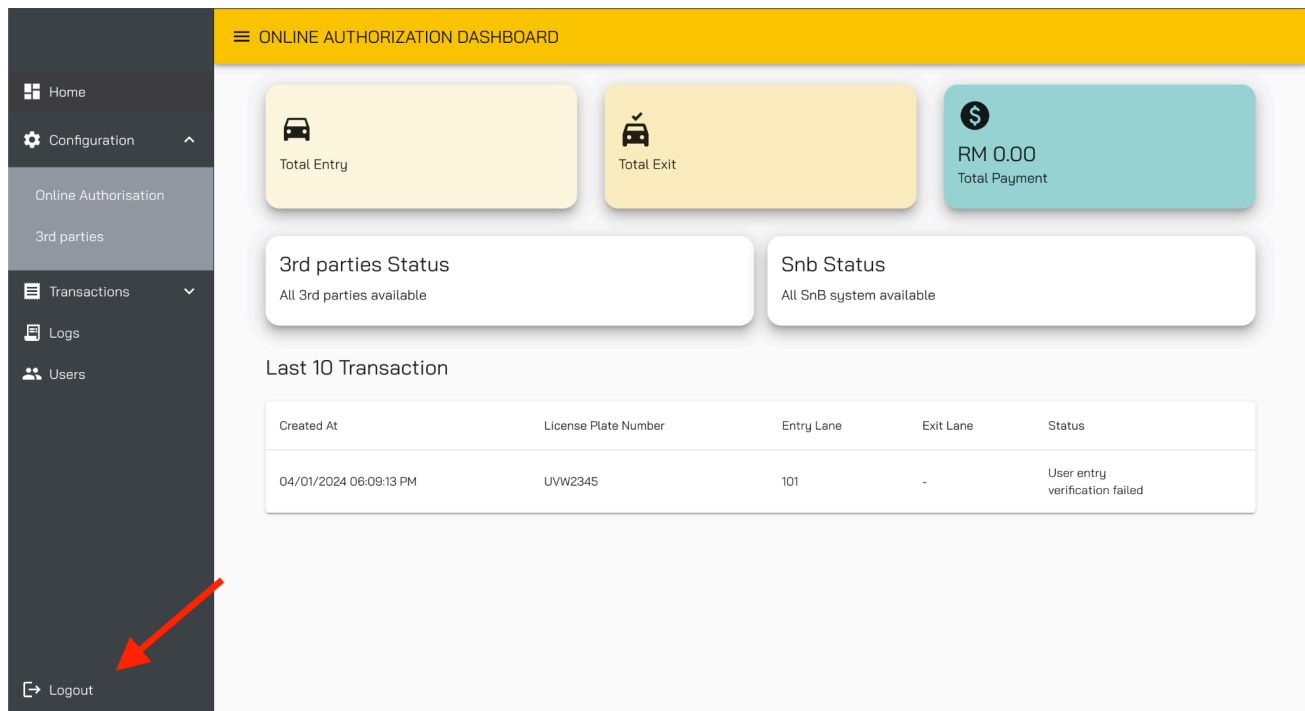 ONLINE AUTHORIZATION DASHBOARD
Home
Configuration
Online Authorisation
3rd parties
Transactions
Logs
Users
Logout
Total Entry
Total Exit
RM 0.00
Total Payment
3rd parties Status
All 3rd parties available
Snb Status
All SnB system available
Last 10 Transaction
Created At License Plate Number Entry Lane Exit Lane Status
04/01/2024 06:09:13 PM UVW2345 101 - User entry
verification failed